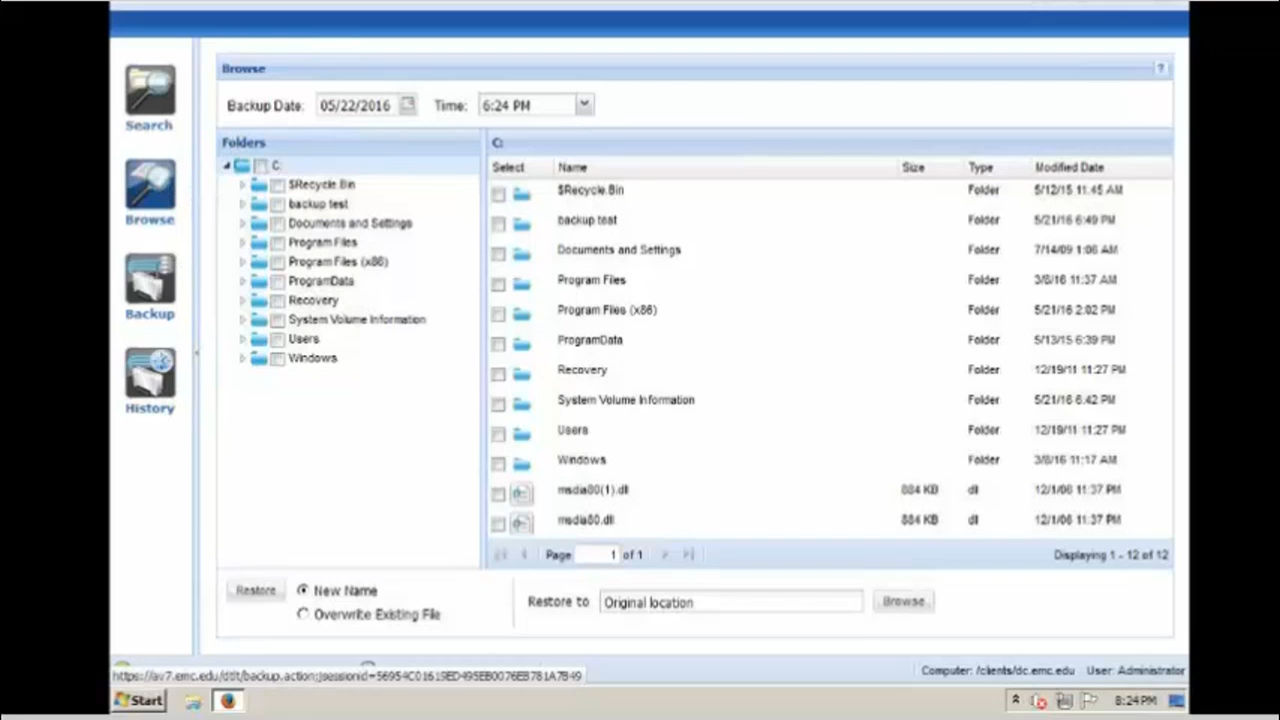 Browse
Backup Date: 05/22/2016 Time: 6:24 PM
Search
Browse
Backup
History
Folders
C:
$Recycle.Bin
backup test
Documents and Settings
Program Files
Program Files (x86)
ProgramData
Recovery
System Volume Information
Users
Windows
C:
Select Name Size Type Modified Date
$Recycle.Bin Folder 5/12/15 11:45 AM
backup test Folder 5/21/16 6:49 PM
Documents and Settings Folder 7/14/09 1:06 AM
Program Files Folder 3/8/16 11:37 AM
Program Files (x86) Folder 5/21/16 2:02 PM
ProgramData Folder 5/13/15 6:39 PM
Recovery Folder 12/19/11 11:27 PM
System Volume Information Folder 5/21/16 6:42 PM
Users Folder 12/19/11 11:27 PM
Windows Folder 3/8/16 11:17 AM
msdia80(1).dll 884 KB dll 12/1/06 11:37 PM
msdia80.dll 884 KB dll 12/1/06 11:37 PM
Page 1 of 1 Displaying 1 - 12 of 12
Restore New Name
Overwrite Existing File
Restore to Original location Browse
Computer: /clients/dc.emc.edu User: Administrator
Start 8:24 PM